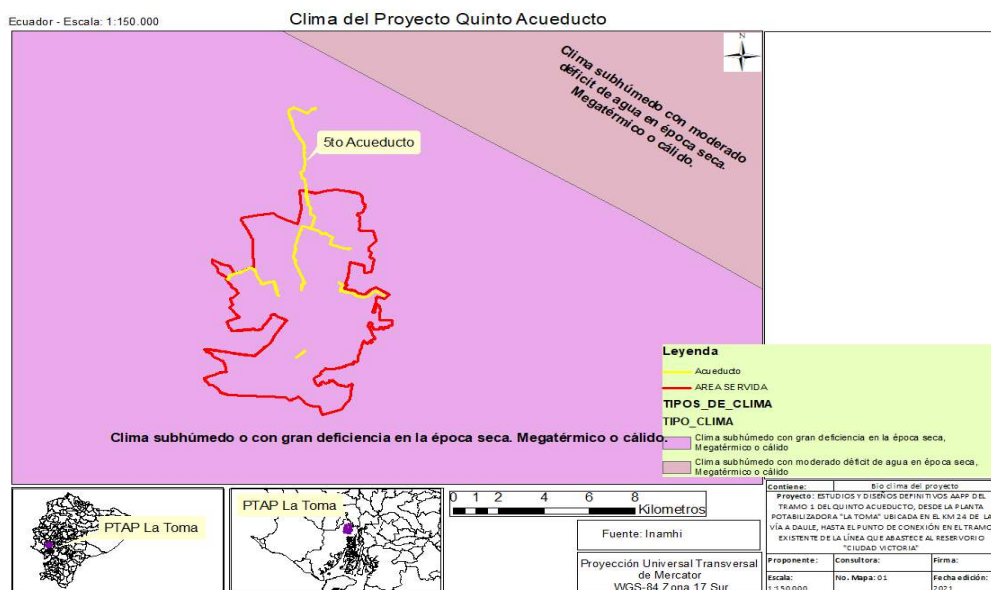 Ecuador - Escala: 1:150.000
Clima del Proyecto Quinto Acueducto
N
Clima subhúmedo con moderado
déficit de agua en época seca.
Megatérmico o cálido.
5to Acueducto
Clima subhúmedo o con gran deficiencia en la época seca. Megatérmico o cálido.
Leyenda
Acueducto
AREA SERVIDA
TIPOS_DE_CLIMA
TIPO_CLIMA
Clima subhúmedo con gran deficiencia en la época seca,
Megatérmico o cálido
Clima subhúmedo con moderado déficit de agua en época seca,
Megatérmico o cálido
PTAP La Toma
PTAP La Toma
0 1 2 4 6 8
Kilometros
Fuente: Inamhi
Proyección Universal Transversal
de Mercator
WGS-84 Zona 17 Sur
Contiene: Bio clima del proyecto
Proyecto: ESTUDIOS Y DISEÑOS DEFINITIVOS AAPP DEL
TRAMO 1 DEL QUINTO ACUEDUCTO, DESDE LA PLANTA
POTABILIZADORA "LA TOMA" UBICADA EN EL KM 24 DE LA
VÍA A DAULE, HASTA EL PUNTO DE CONEXIÓN EN EL TRAMO
EXISTENTE DE LA LÍNEA QUE ABASTECE AL RESERVORIO
"CIUDAD VICTORIA"
Proponente: Consultora: Firma:
Escala: No. Mapa: 01 Fecha edición:
1:150.000 2021